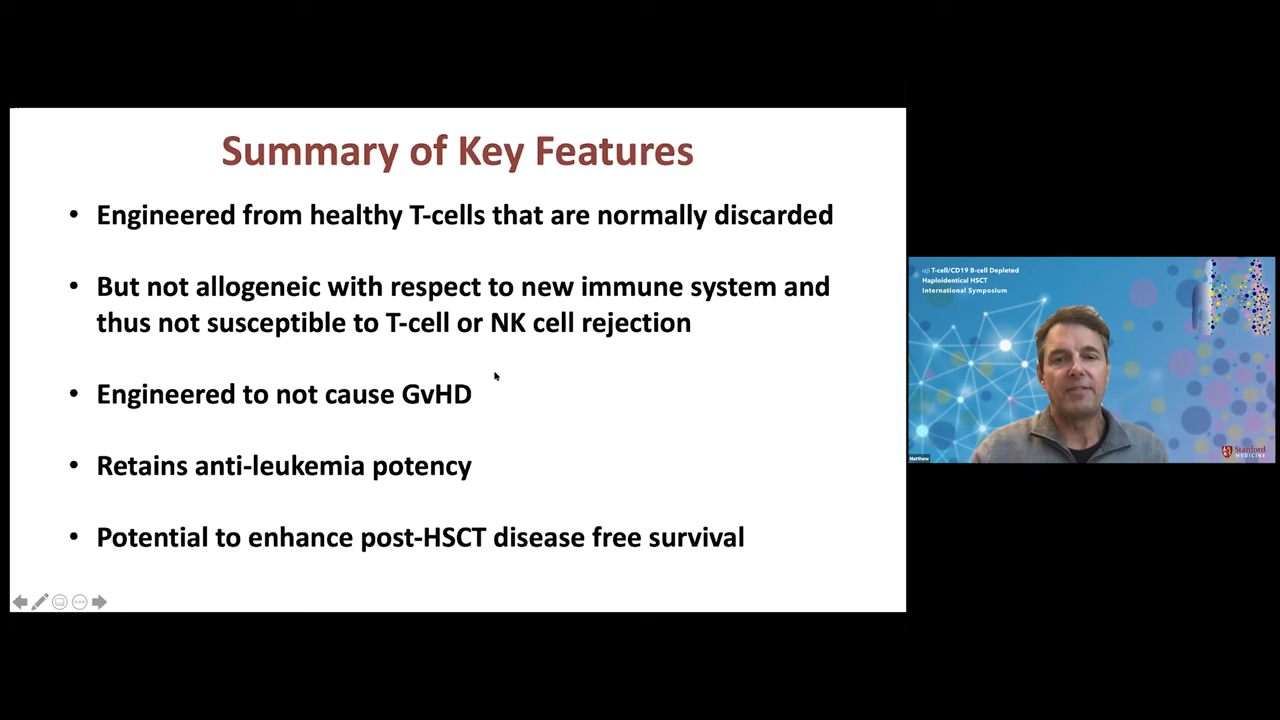 Summary of Key Features
• Engineered from healthy T-cells that are normally discarded
• But not allogeneic with respect to new immune system and
thus not susceptible to T-cell or NK cell rejection
• Engineered to not cause GvHD
• Retains anti-leukemia potency
• Potential to enhance post-HSCT disease free survival
αβ T-cell/CD19 B-cell Depleted
Haploidentical HSCT
International Symposium
Matthew
Stanford
MEDICINE